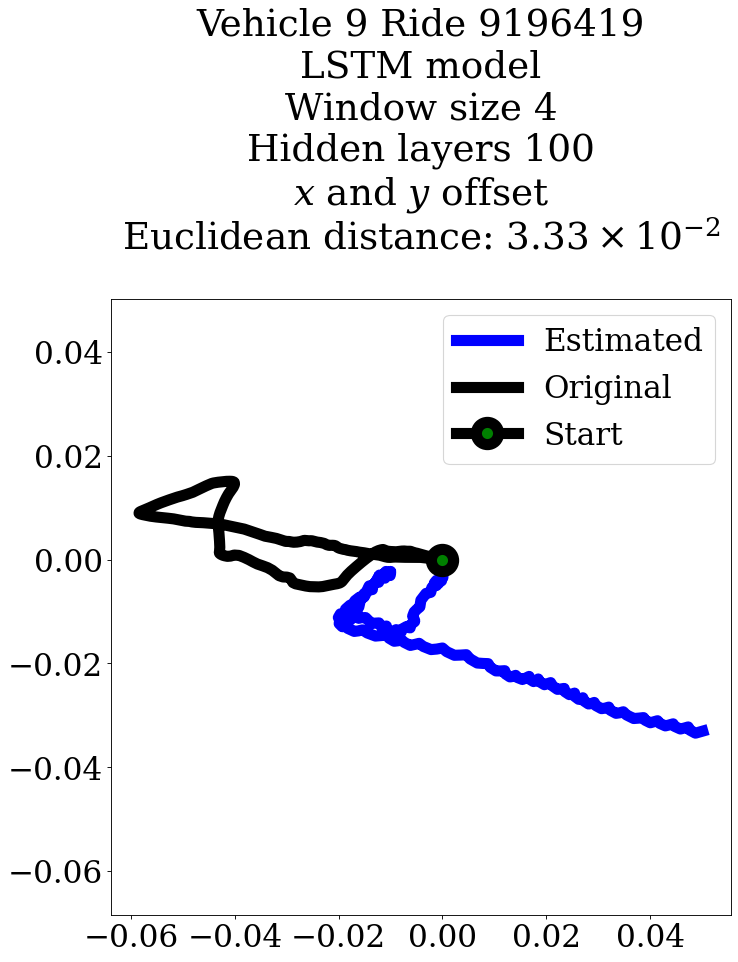 Vehicle 9 Ride 9196419
LSTM model
Window size 4
Hidden layers 100
x and y offset
Euclidean distance: 3.33 × 10⁻²
Estimated
Original
Start
0.04
0.02
0.00
−0.02
−0.04
−0.06
−0.06 −0.04 −0.02 0.00 0.02 0.04